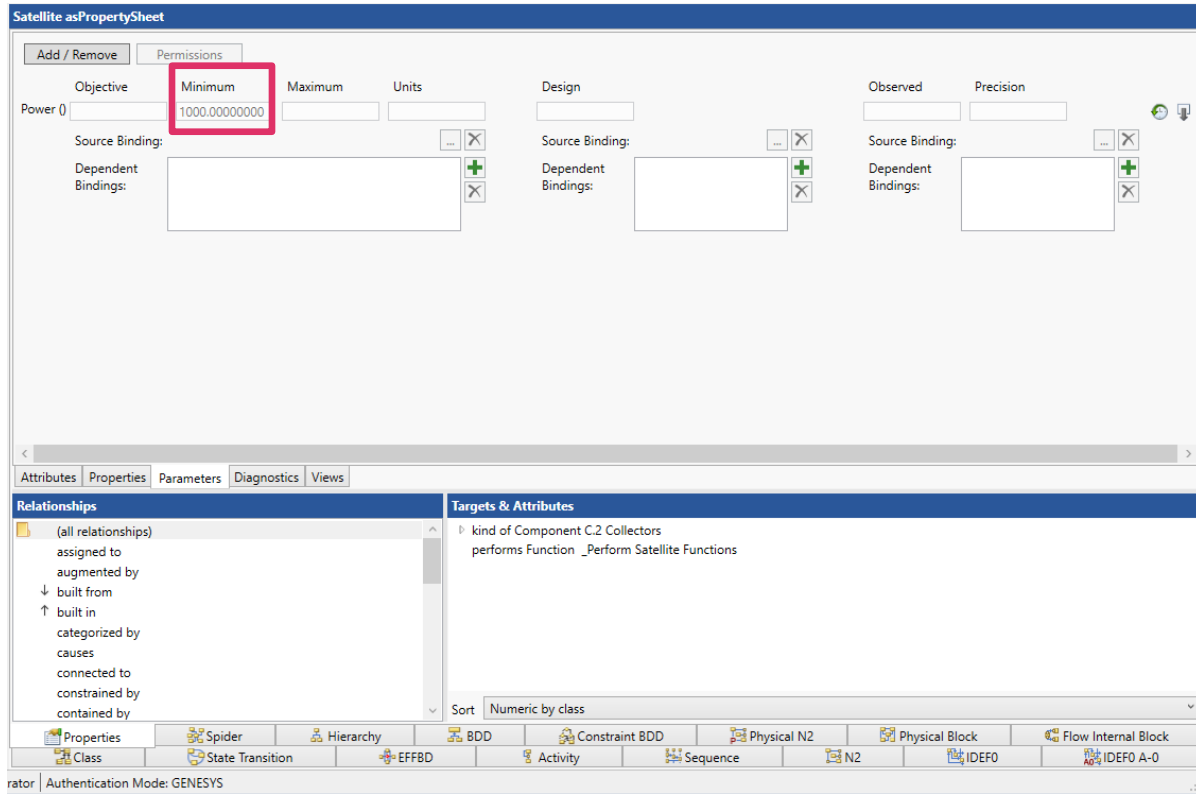 Satellite asPropertySheet
Add / Remove Permissions
Objective Minimum Maximum Units Design Observed Precision
Power () 1000.00000000
Source Binding: ... Source Binding: ... Source Binding: ...
Dependent Bindings: Dependent Bindings: Dependent Bindings:
Attributes Properties Parameters Diagnostics Views
Relationships
(all relationships)
assigned to
augmented by
built from
built in
categorized by
causes
connected to
constrained by
contained by
Targets & Attributes
kind of Component C.2 Collectors
performs Function _Perform Satellite Functions
Sort Numeric by class
Properties Spider Hierarchy BDD Constraint BDD Physical N2 Physical Block Flow Internal Block
Class State Transition EFFBD Activity Sequence N2 IDEF0 IDEF0 A-0
rator Authentication Mode: GENESYS